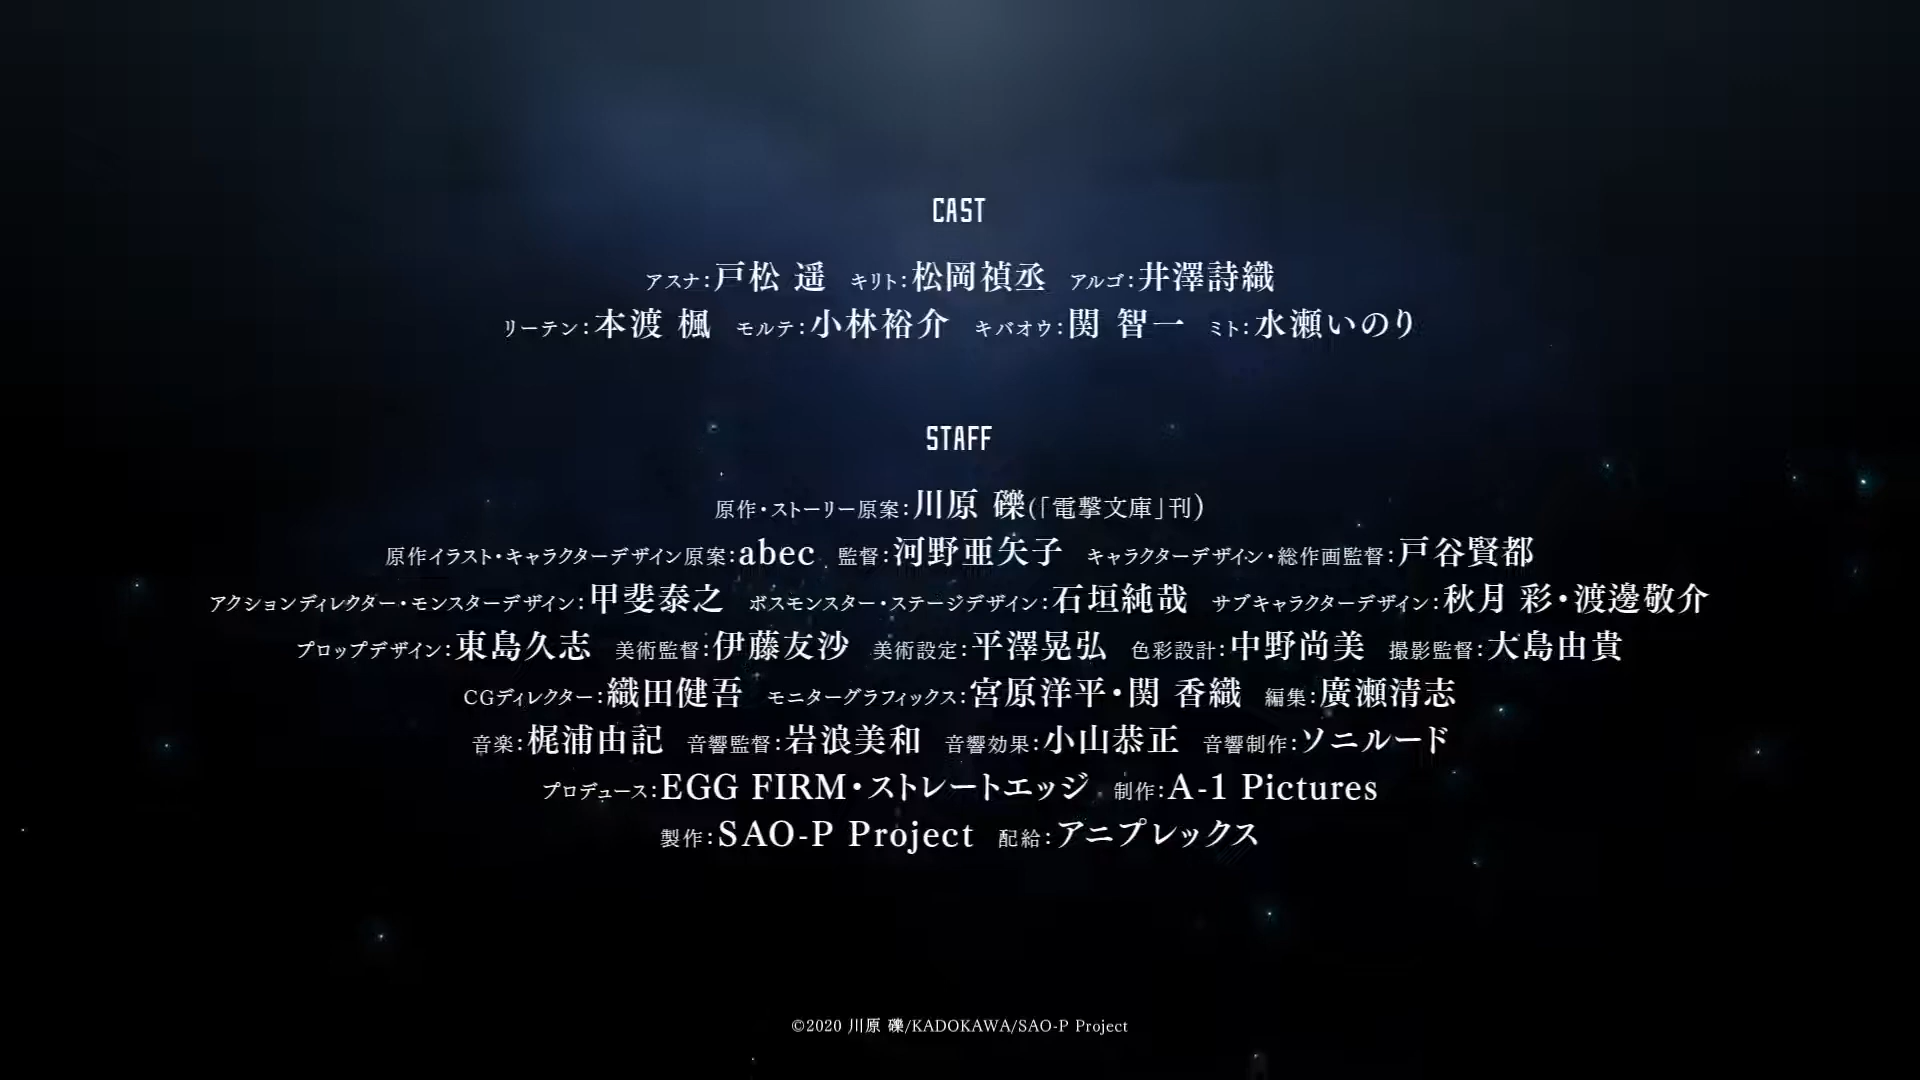 CAST
アスナ：戸松 遥 キリト：松岡禎丞 アルゴ：井澤詩織
リーテン：本渡 楓 モルテ：小林裕介 キバオウ：関 智一 ミト：水瀬いのり
STAFF
原作・ストーリー原案：川原 礫(「電撃文庫」刊)
原作イラスト・キャラクターデザイン原案：abec 監督：河野亜矢子 キャラクターデザイン・総作画監督：戸谷賢都
アクションディレクター・モンスターデザイン：甲斐泰之 ボスモンスター・ステージデザイン：石垣純哉 サブキャラクターデザイン：秋月 彩・渡邊敬介
プロップデザイン：東島久志 美術監督：伊藤友沙 美術設定：平澤晃弘 色彩設計：中野尚美 撮影監督：大島由貴
CGディレクター：織田健吾 モニターグラフィックス：宮原洋平・関 香織 編集：廣瀬清志
音楽：梶浦由記 音響監督：岩浪美和 音響効果：小山恭正 音響制作：ソニルード
プロデュース：EGG FIRM・ストレートエッジ 制作：A-1 Pictures
製作：SAO-P Project 配給：アニプレックス
©2020 川原 礫/KADOKAWA/SAO-P Project